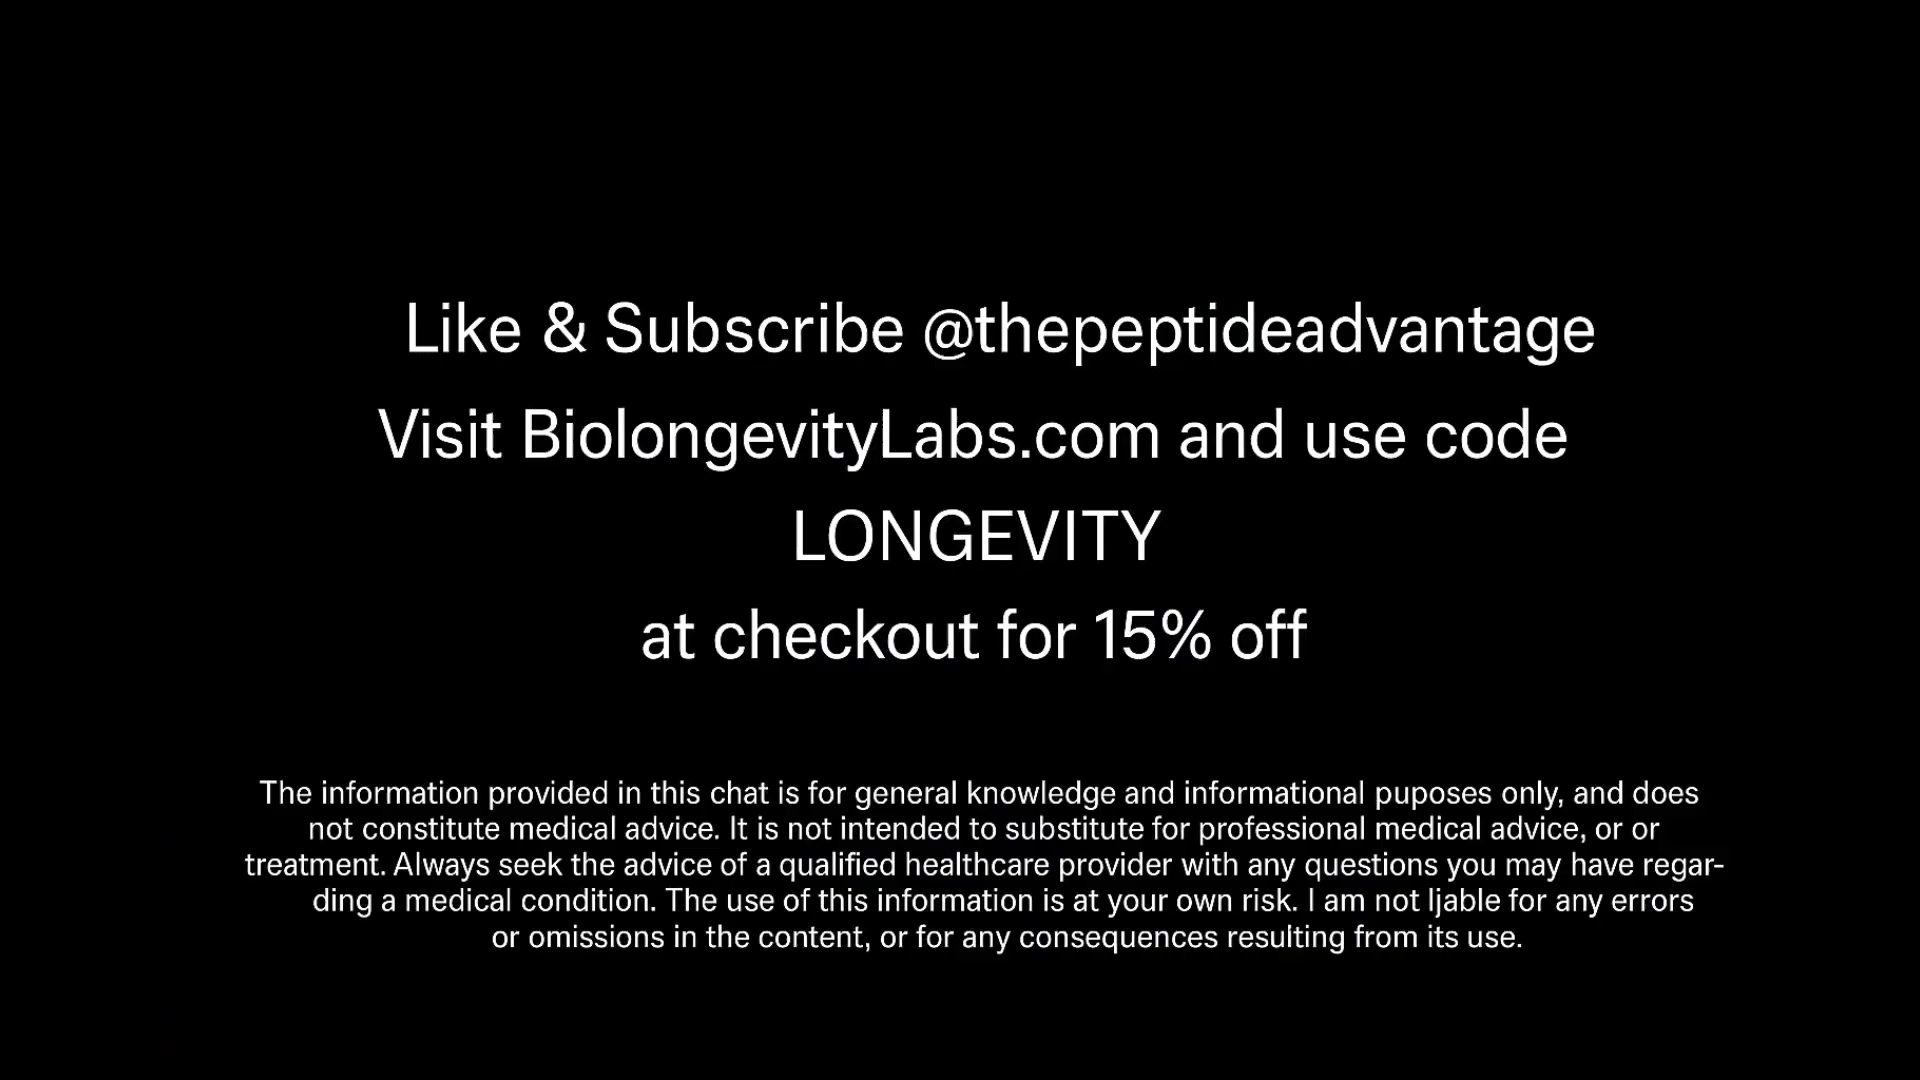 Like & Subscribe @thepeptideadvantage
Visit BiolongevityLabs.com and use code
LONGEVITY
at checkout for 15% off
The information provided in this chat is for general knowledge and informational puposes only, and does
not constitute medical advice. It is not intended to substitute for professional medical advice, or or
treatment. Always seek the advice of a qualified healthcare provider with any questions you may have regar-
ding a medical condition. The use of this information is at your own risk. I am not ljable for any errors
or omissions in the content, or for any consequences resulting from its use.